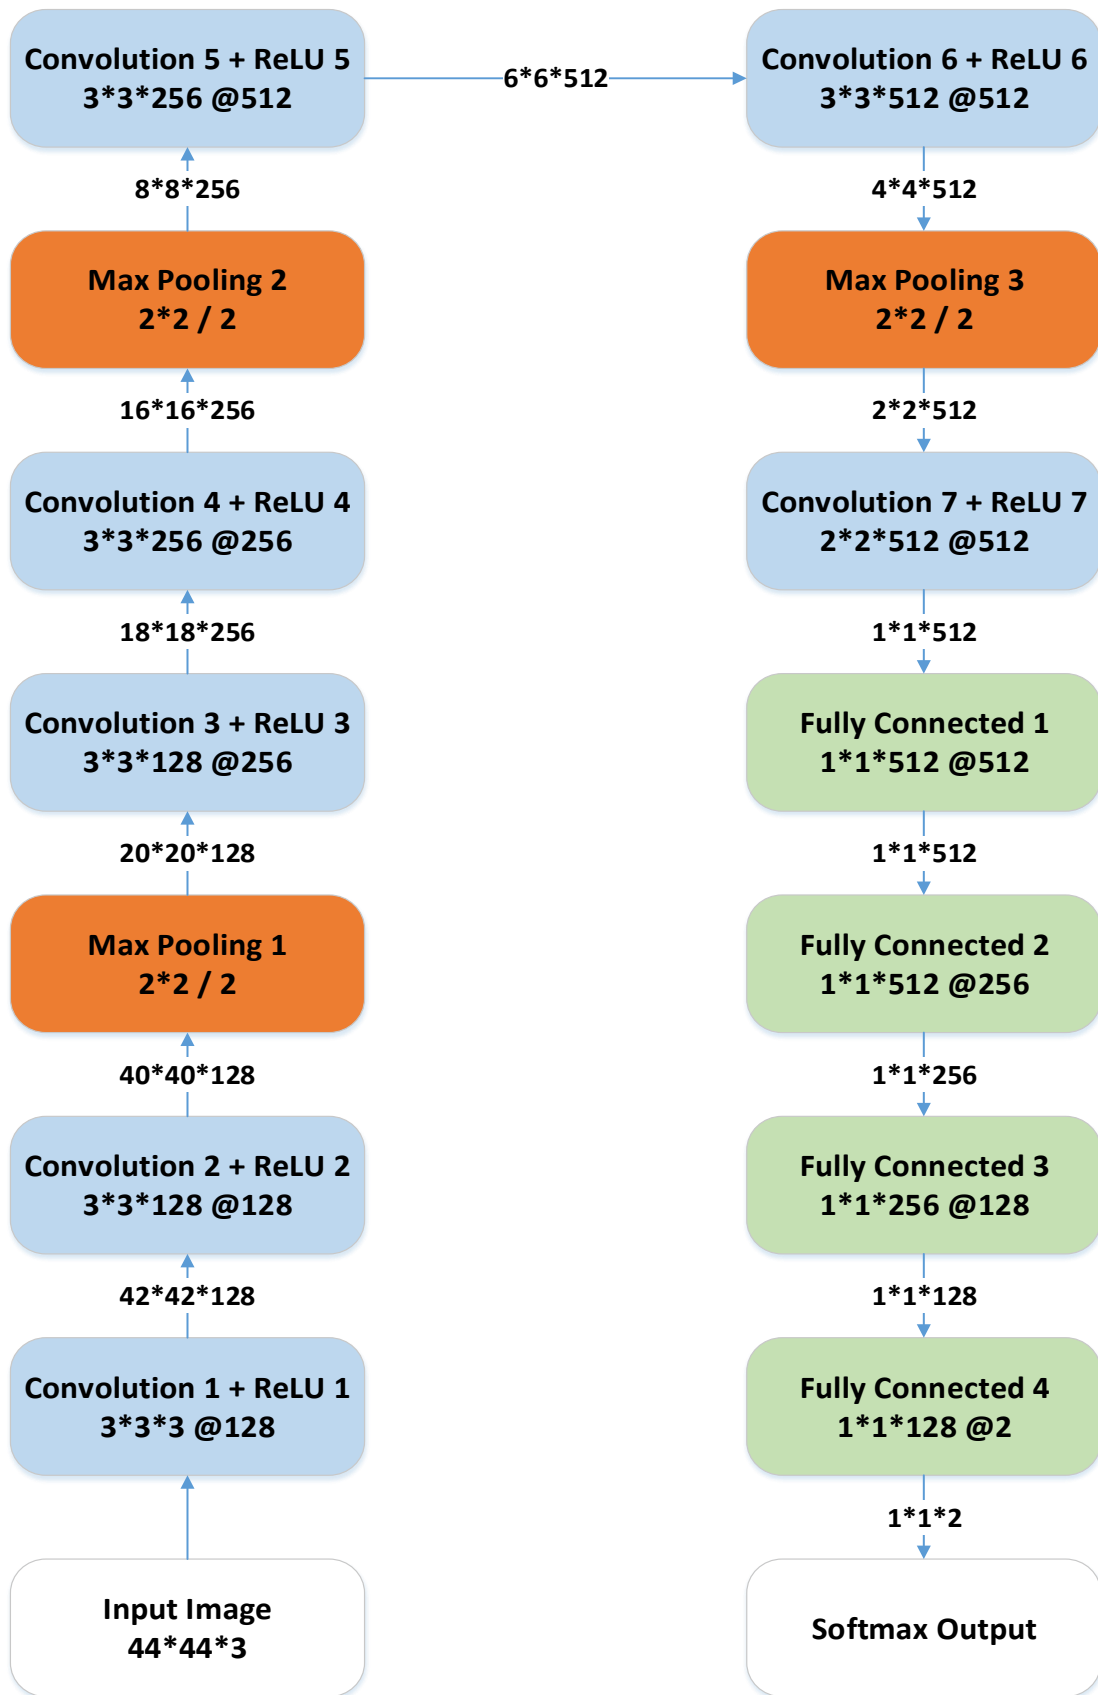 Input Image
44*44*3
Convolution 1 + ReLU 1
3*3*3 @128
42*42*128
Convolution 2 + ReLU 2
3*3*128 @128
40*40*128
Max Pooling 1
2*2 / 2
20*20*128
Convolution 3 + ReLU 3
3*3*128 @256
18*18*256
Convolution 4 + ReLU 4
3*3*256 @256
16*16*256
Max Pooling 2
2*2 / 2
8*8*256
Convolution 5 + ReLU 5
3*3*256 @512
6*6*512
Convolution 6 + ReLU 6
3*3*512 @512
4*4*512
Max Pooling 3
2*2 / 2
2*2*512
Convolution 7 + ReLU 7
2*2*512 @512
1*1*512
Fully Connected 1
1*1*512 @512
1*1*512
Fully Connected 2
1*1*512 @256
1*1*256
Fully Connected 3
1*1*256 @128
1*1*128
Fully Connected 4
1*1*128 @2
1*1*2
Softmax Output